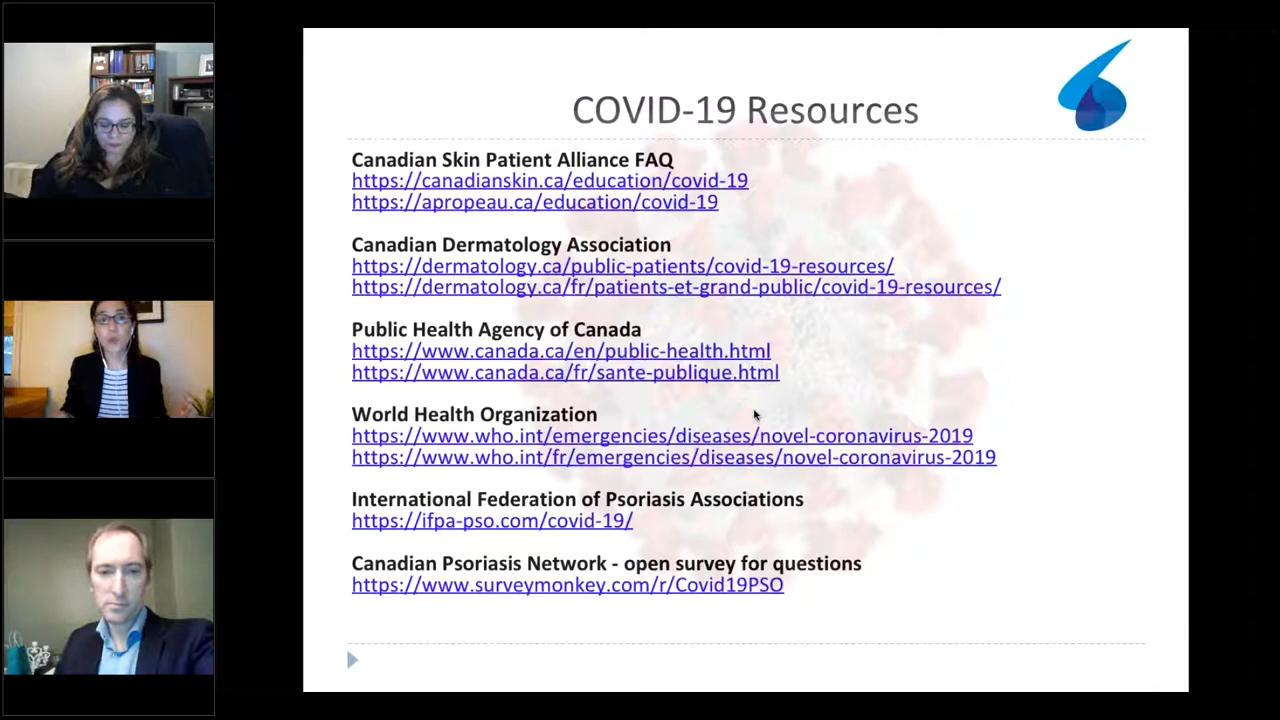 COVID-19 Resources
Canadian Skin Patient Alliance FAQ
https://canadianskin.ca/education/covid-19
https://apropeau.ca/education/covid-19
Canadian Dermatology Association
https://dermatology.ca/public-patients/covid-19-resources/
https://dermatology.ca/fr/patients-et-grand-public/covid-19-resources/
Public Health Agency of Canada
https://www.canada.ca/en/public-health.html
https://www.canada.ca/fr/sante-publique.html
World Health Organization
https://www.who.int/emergencies/diseases/novel-coronavirus-2019
https://www.who.int/fr/emergencies/diseases/novel-coronavirus-2019
International Federation of Psoriasis Associations
https://ifpa-pso.com/covid-19/
Canadian Psoriasis Network - open survey for questions
https://www.surveymonkey.com/r/Covid19PSO